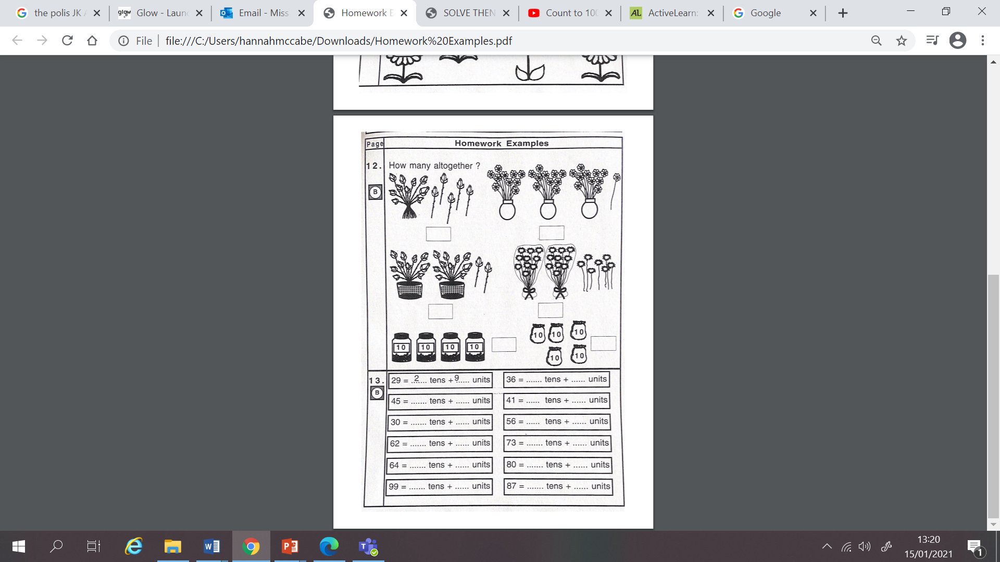 the polis JK A
glow Glow - Laun
Email - Miss
Homework E
SOLVE THEN
Count to 100
AL ActiveLearn:
Google
File file:///C:/Users/hannahmccabe/Downloads/Homework%20Examples.pdf
Page Homework Examples
12. How many altogether ?
B
10 10 10 10
10 10 10
10 10
13. 29 = ..2.... tens + 9..... units 36 = ....... tens + ...... units
B
45 = ....... tens + ...... units 41 = ...... tens + ...... units
30 = ....... tens + ...... units 56 = ...... tens + ...... units
62 = ....... tens + ...... units 73 = ....... tens + ...... units
64 = ....... tens + ...... units 80 = ....... tens + ...... units
99 = ....... tens + ...... units 87 = ....... tens + ...... units
13:20
15/01/2021
1